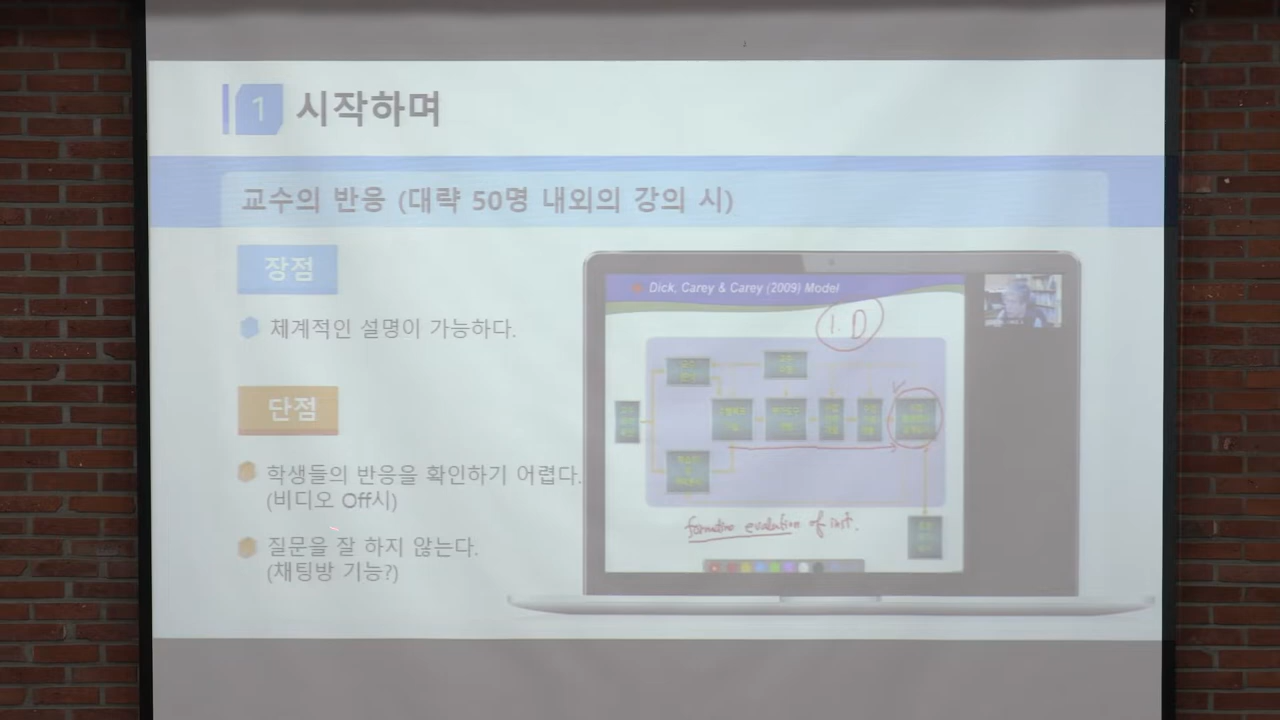 1 시작하며
교수의 반응 (대략 50명 내외의 강의 시)
장점
체계적인 설명이 가능하다.
단점
학생들의 반응을 확인하기 어렵다.
(비디오 Off시)
질문을 잘 하지 않는다.
(채팅방 기능?)
Dick, Carey & Carey (2009) Model
1. D
formative evaluation of inst.